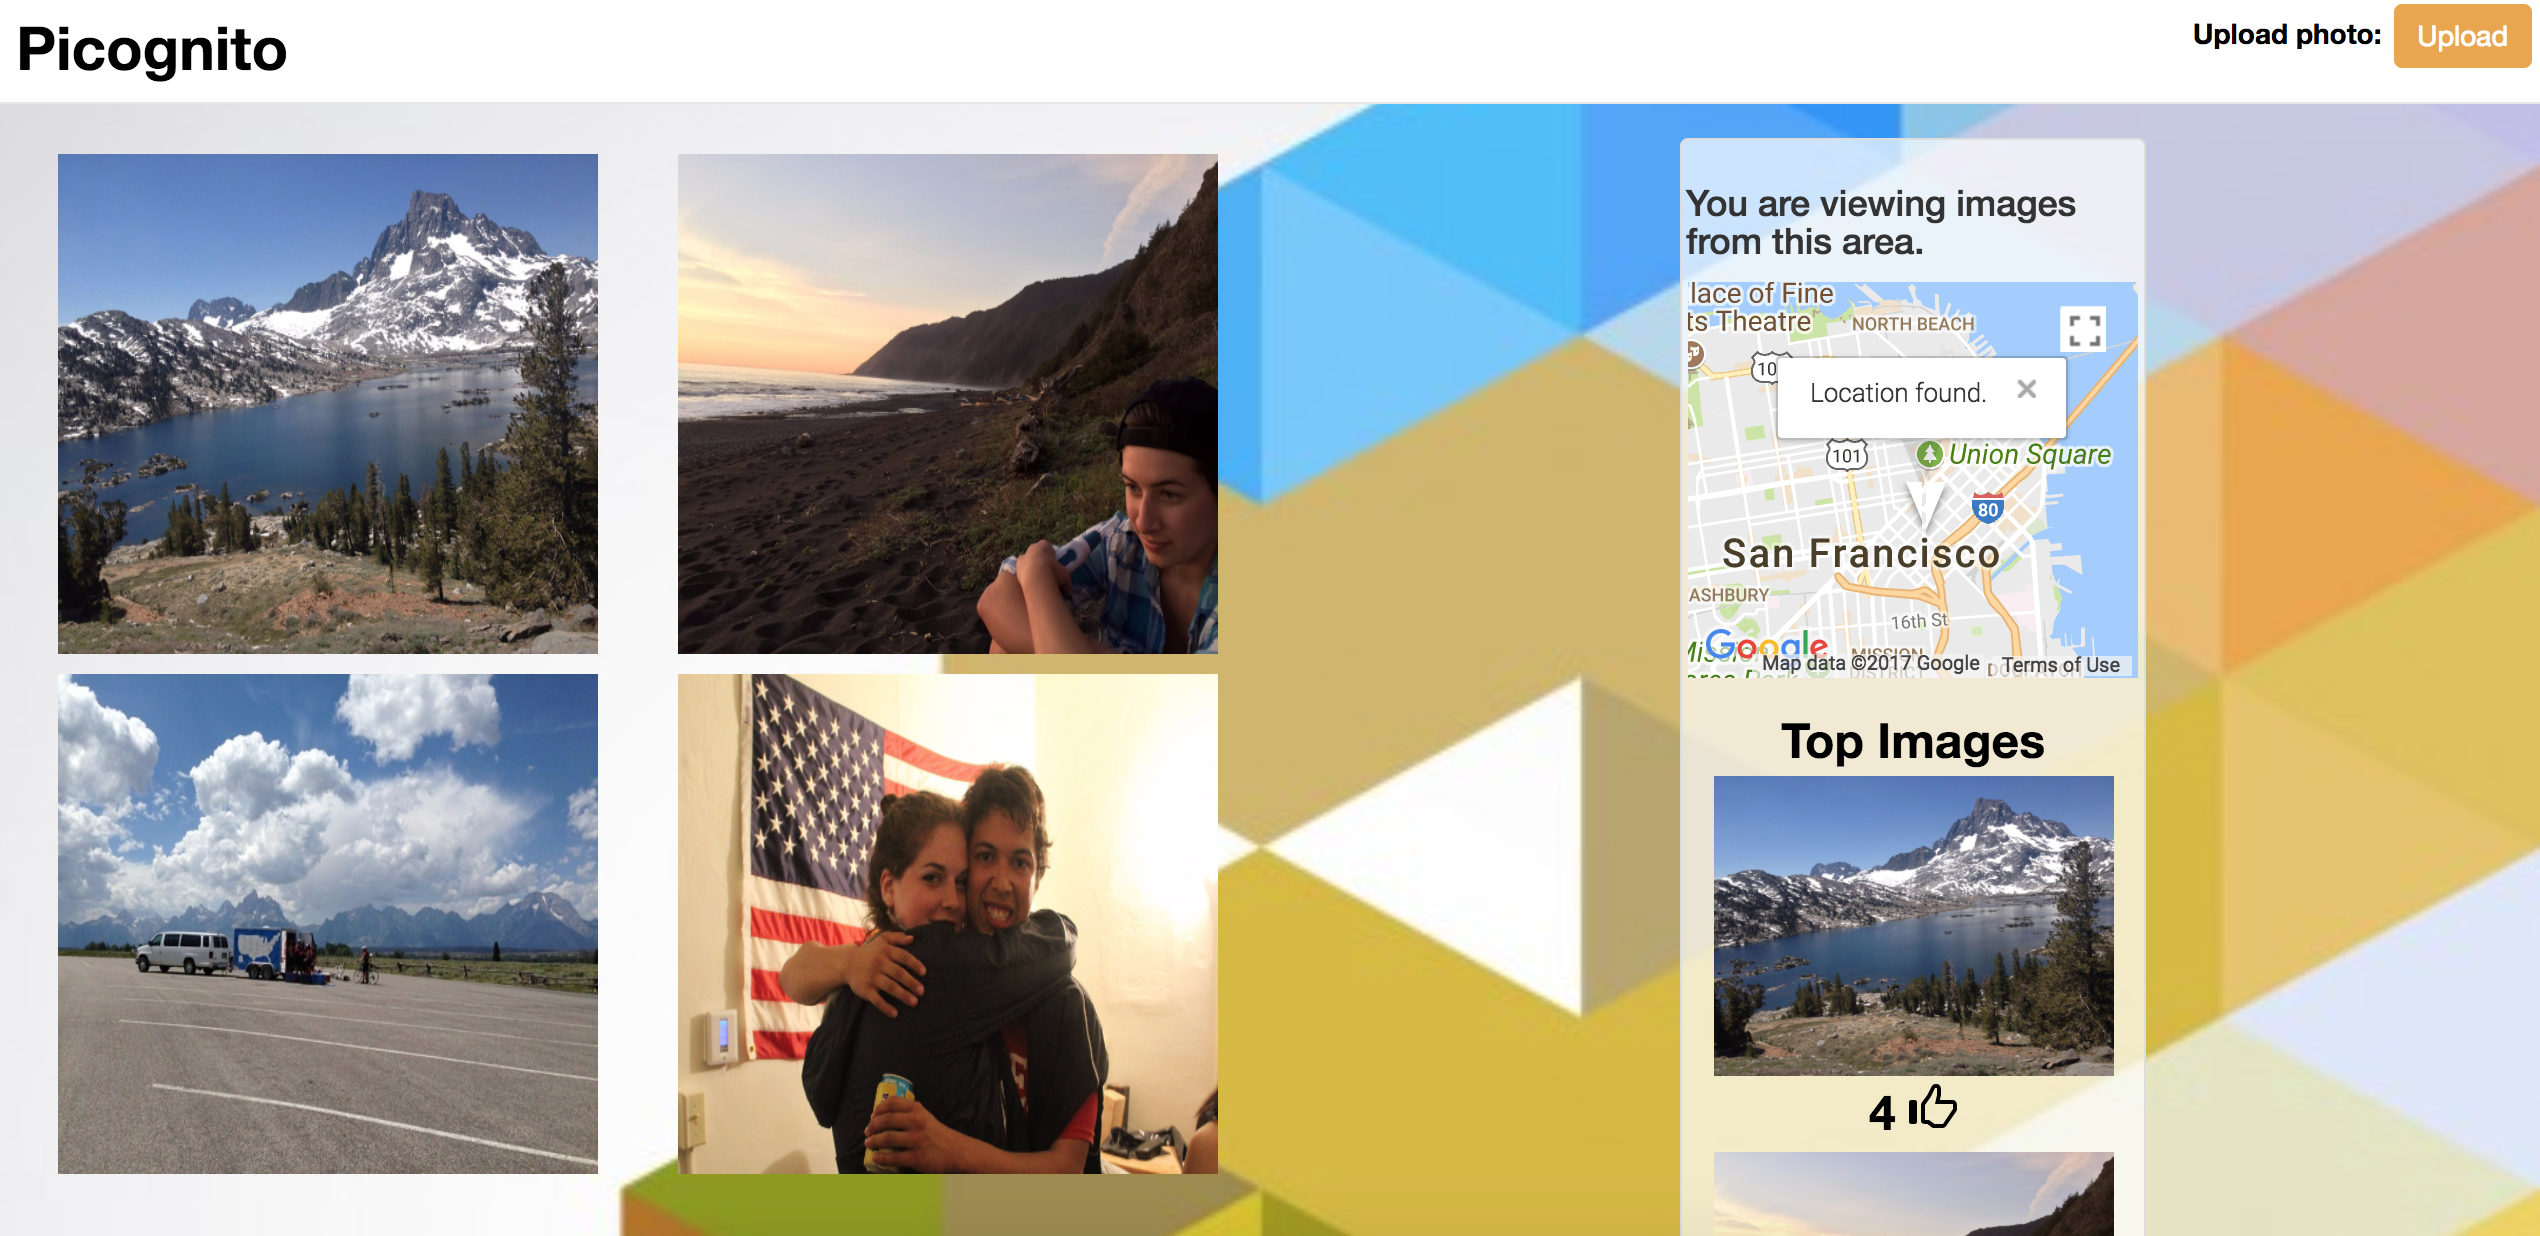 Picognito
Upload photo:
Upload
You are viewing images
from this area.
lace of Fine
ts Theatre
NORTH BEACH
10
Location found.
101
Union Square
80
San Francisco
ASHBURY
16th St
Google
MISSION
Map data ©2017 Google
Terms of Use
DISTRICT
Top Images
4